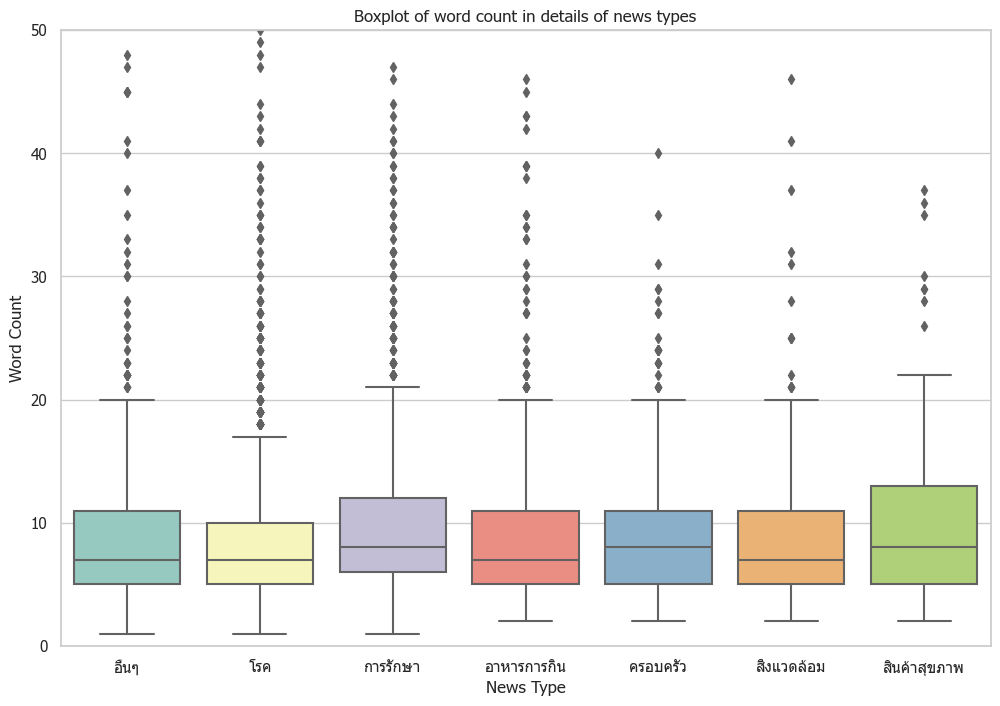 Boxplot of word count in details of news types
50
40
30
20
10
0
Word Count
อื่นๆ โรค การรักษา อาหารการกิน ครอบครัว สิ่งแวดล้อม สินค้าสุขภาพ
News Type